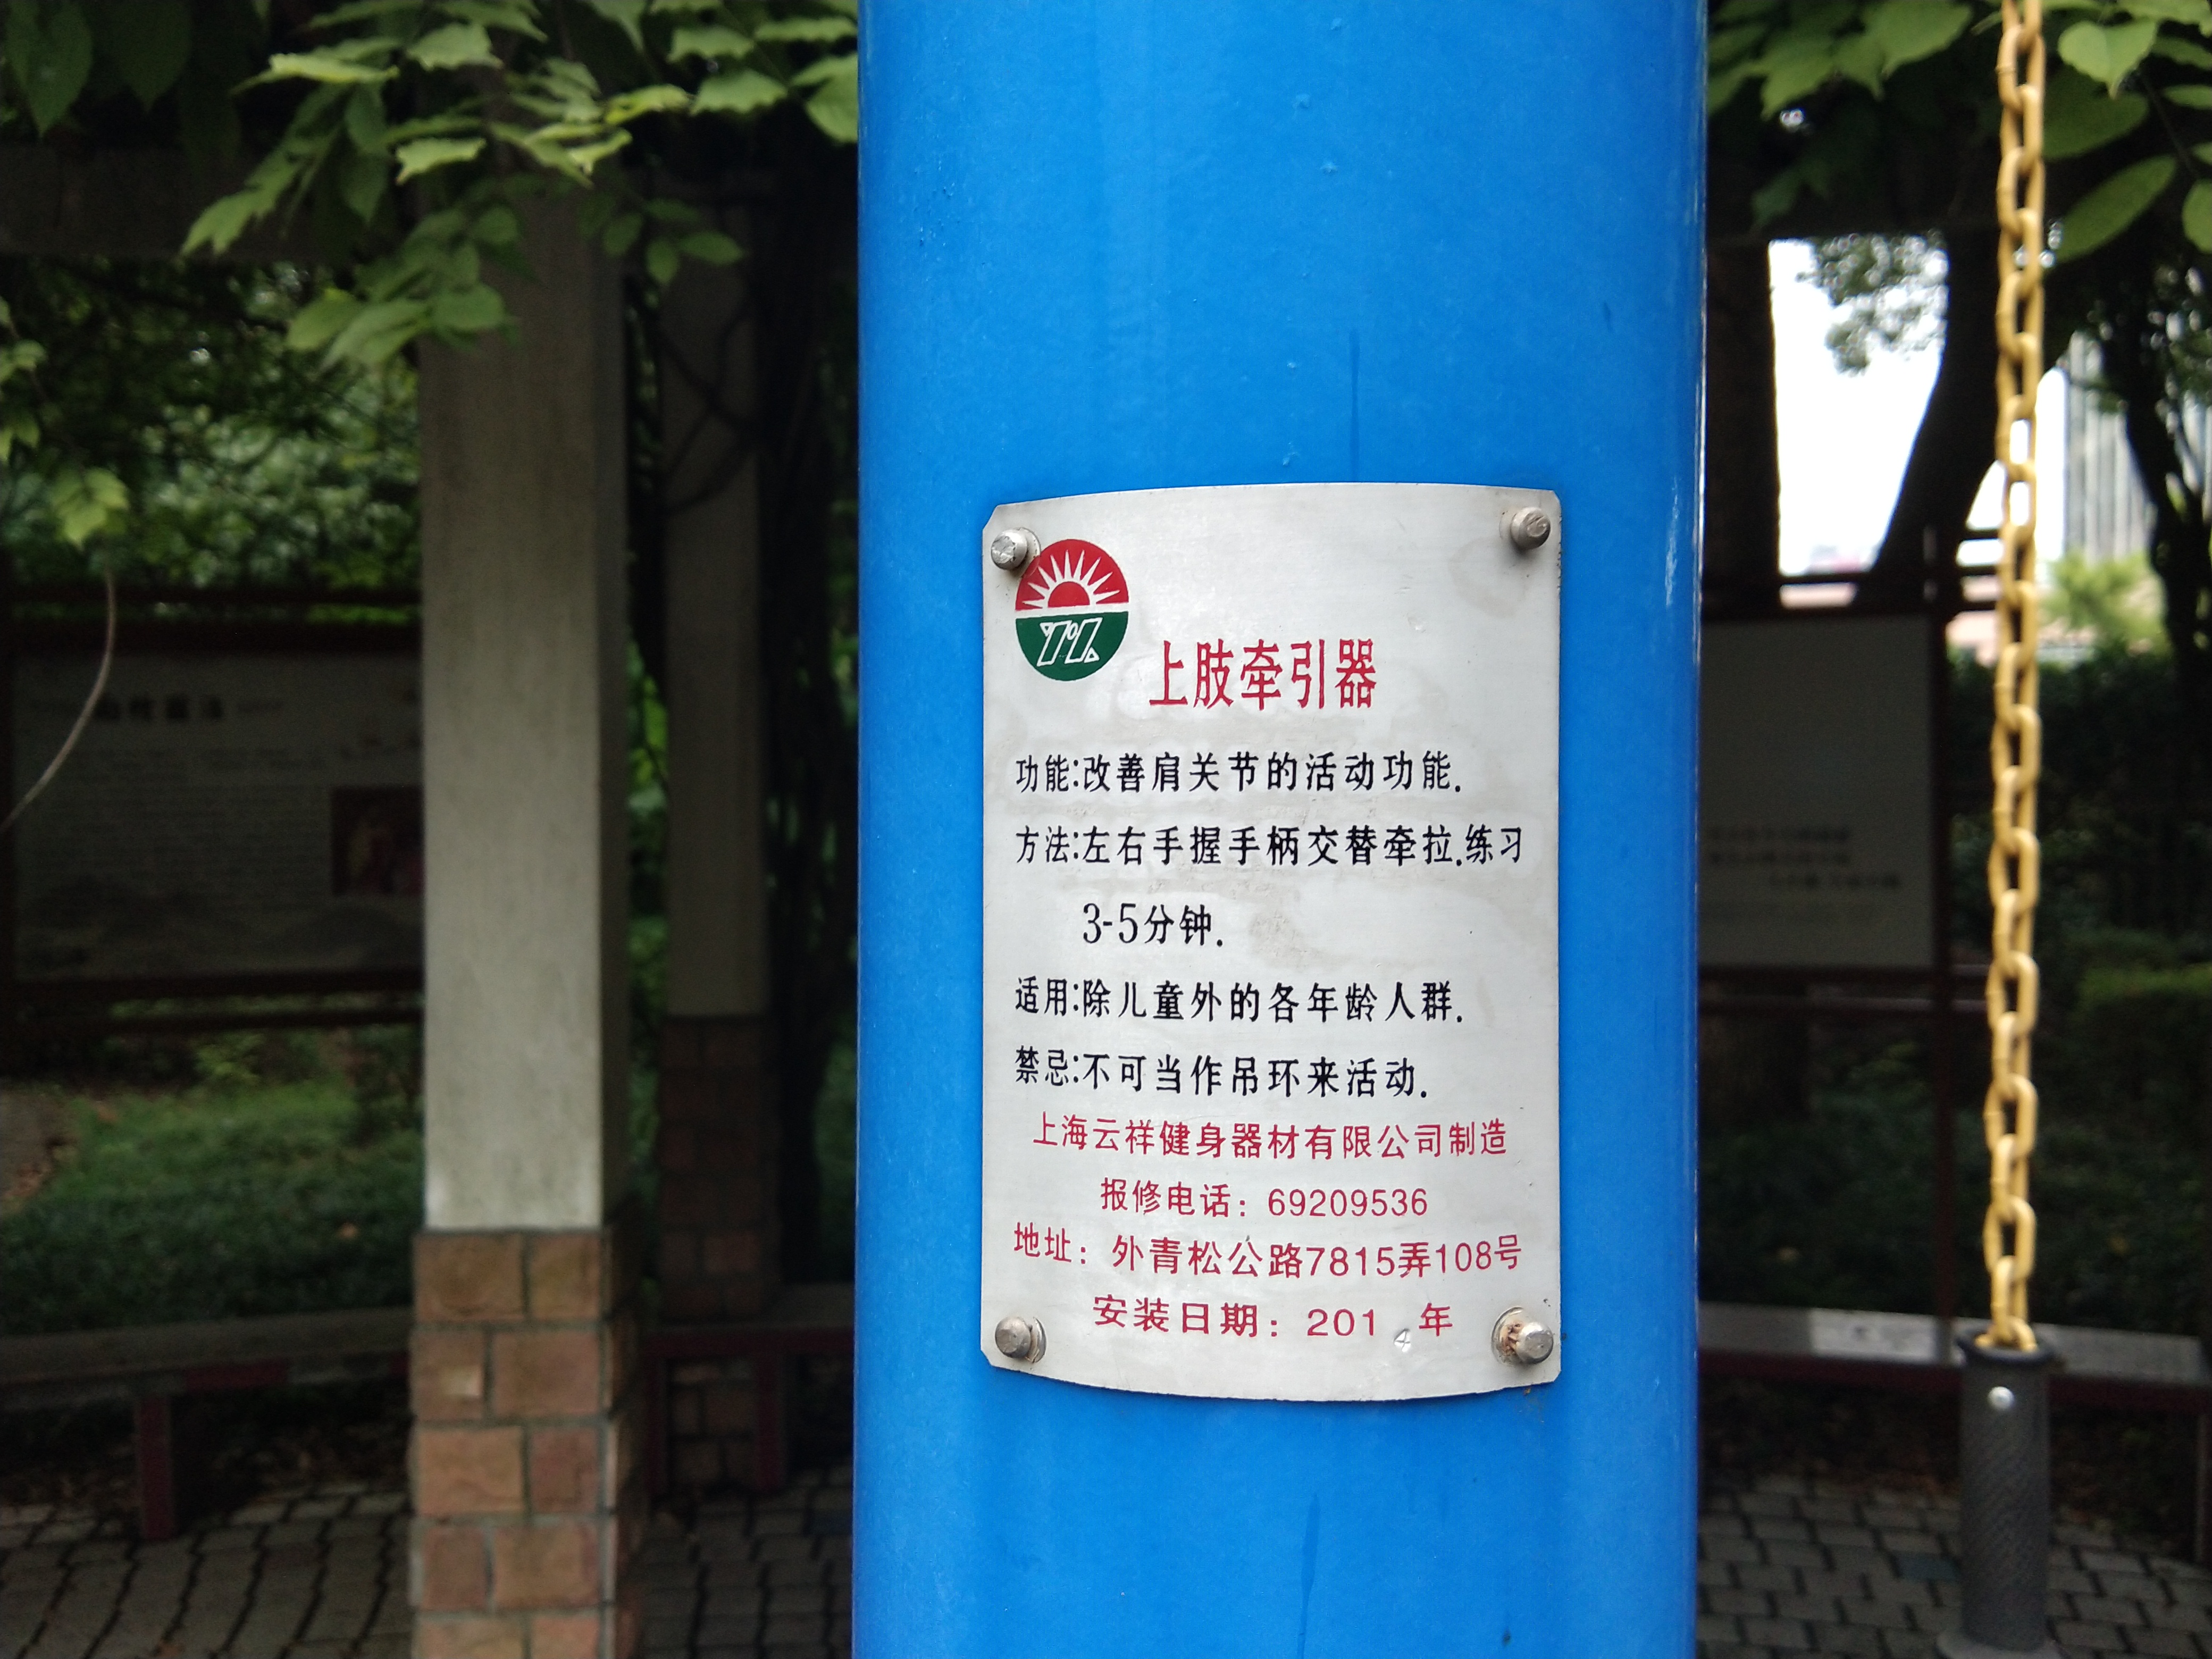 上肢牵引器
功能:改善肩关节的活动功能.
方法:左右手握手柄交替牵拉.练习
3-5分钟.
适用:除儿童外的各年龄人群.
禁忌:不可当作吊环来活动.
上海云祥健身器材有限公司制造
报修电话：69209536
地址：外青松公路7815弄108号
安装日期：2014年